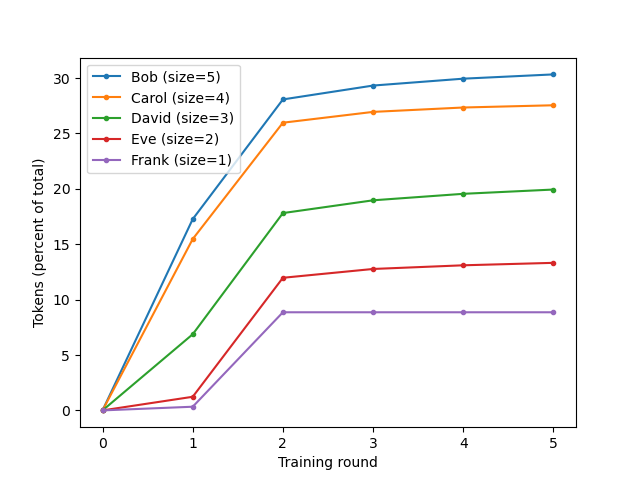 Bob (size=5)
Carol (size=4)
David (size=3)
Eve (size=2)
Frank (size=1)
30
25
20
15
10
5
0
Tokens (percent of total)
0 1 2 3 4 5
Training round